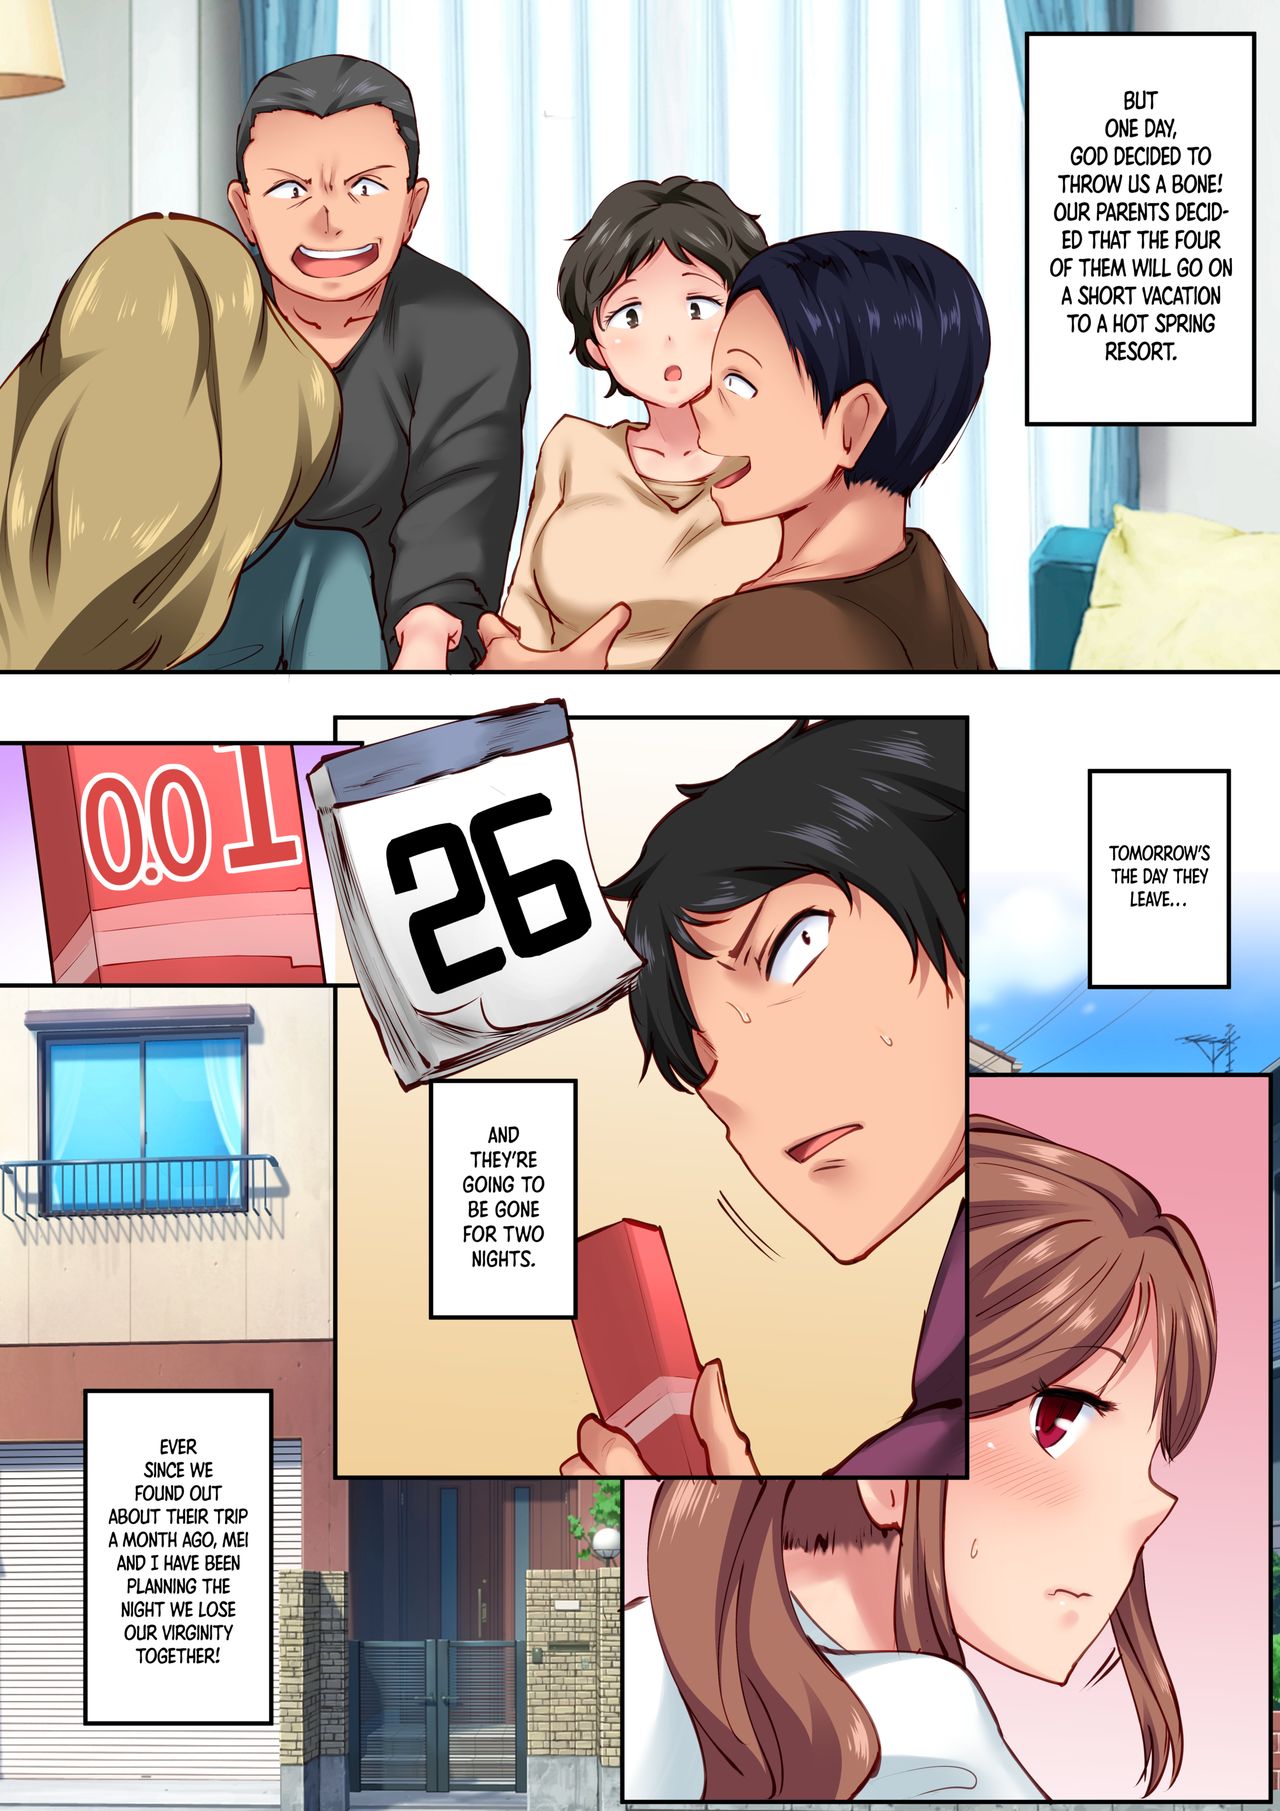 BUT
ONE DAY,
GOD DECIDED TO
THROW US A BONE!
OUR PARENTS DECID-
ED THAT THE FOUR
OF THEM WILL GO ON
A SHORT VACATION
TO A HOT SPRING
RESORT.
TOMORROW'S
THE DAY THEY
LEAVE...
26
0.01
AND
THEY'RE
GOING TO
BE GONE
FOR TWO
NIGHTS.
EVER
SINCE WE
FOUND OUT
ABOUT THEIR TRIP
A MONTH AGO, MEI
AND I HAVE BEEN
PLANNING THE
NIGHT WE LOSE
OUR VIRGINITY
TOGETHER!